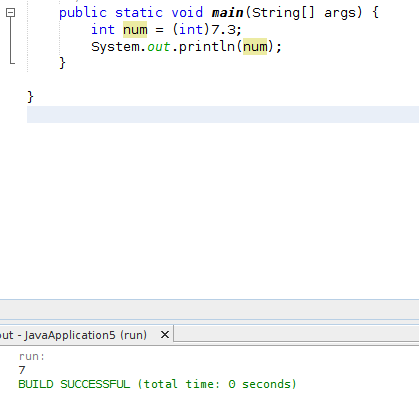 public static void main(String[] args) {
int num = (int)7.3;
System.out.println(num);
}
}
out - JavaApplication5 (run) ×
run:
7
BUILD SUCCESSFUL (total time: 0 seconds)